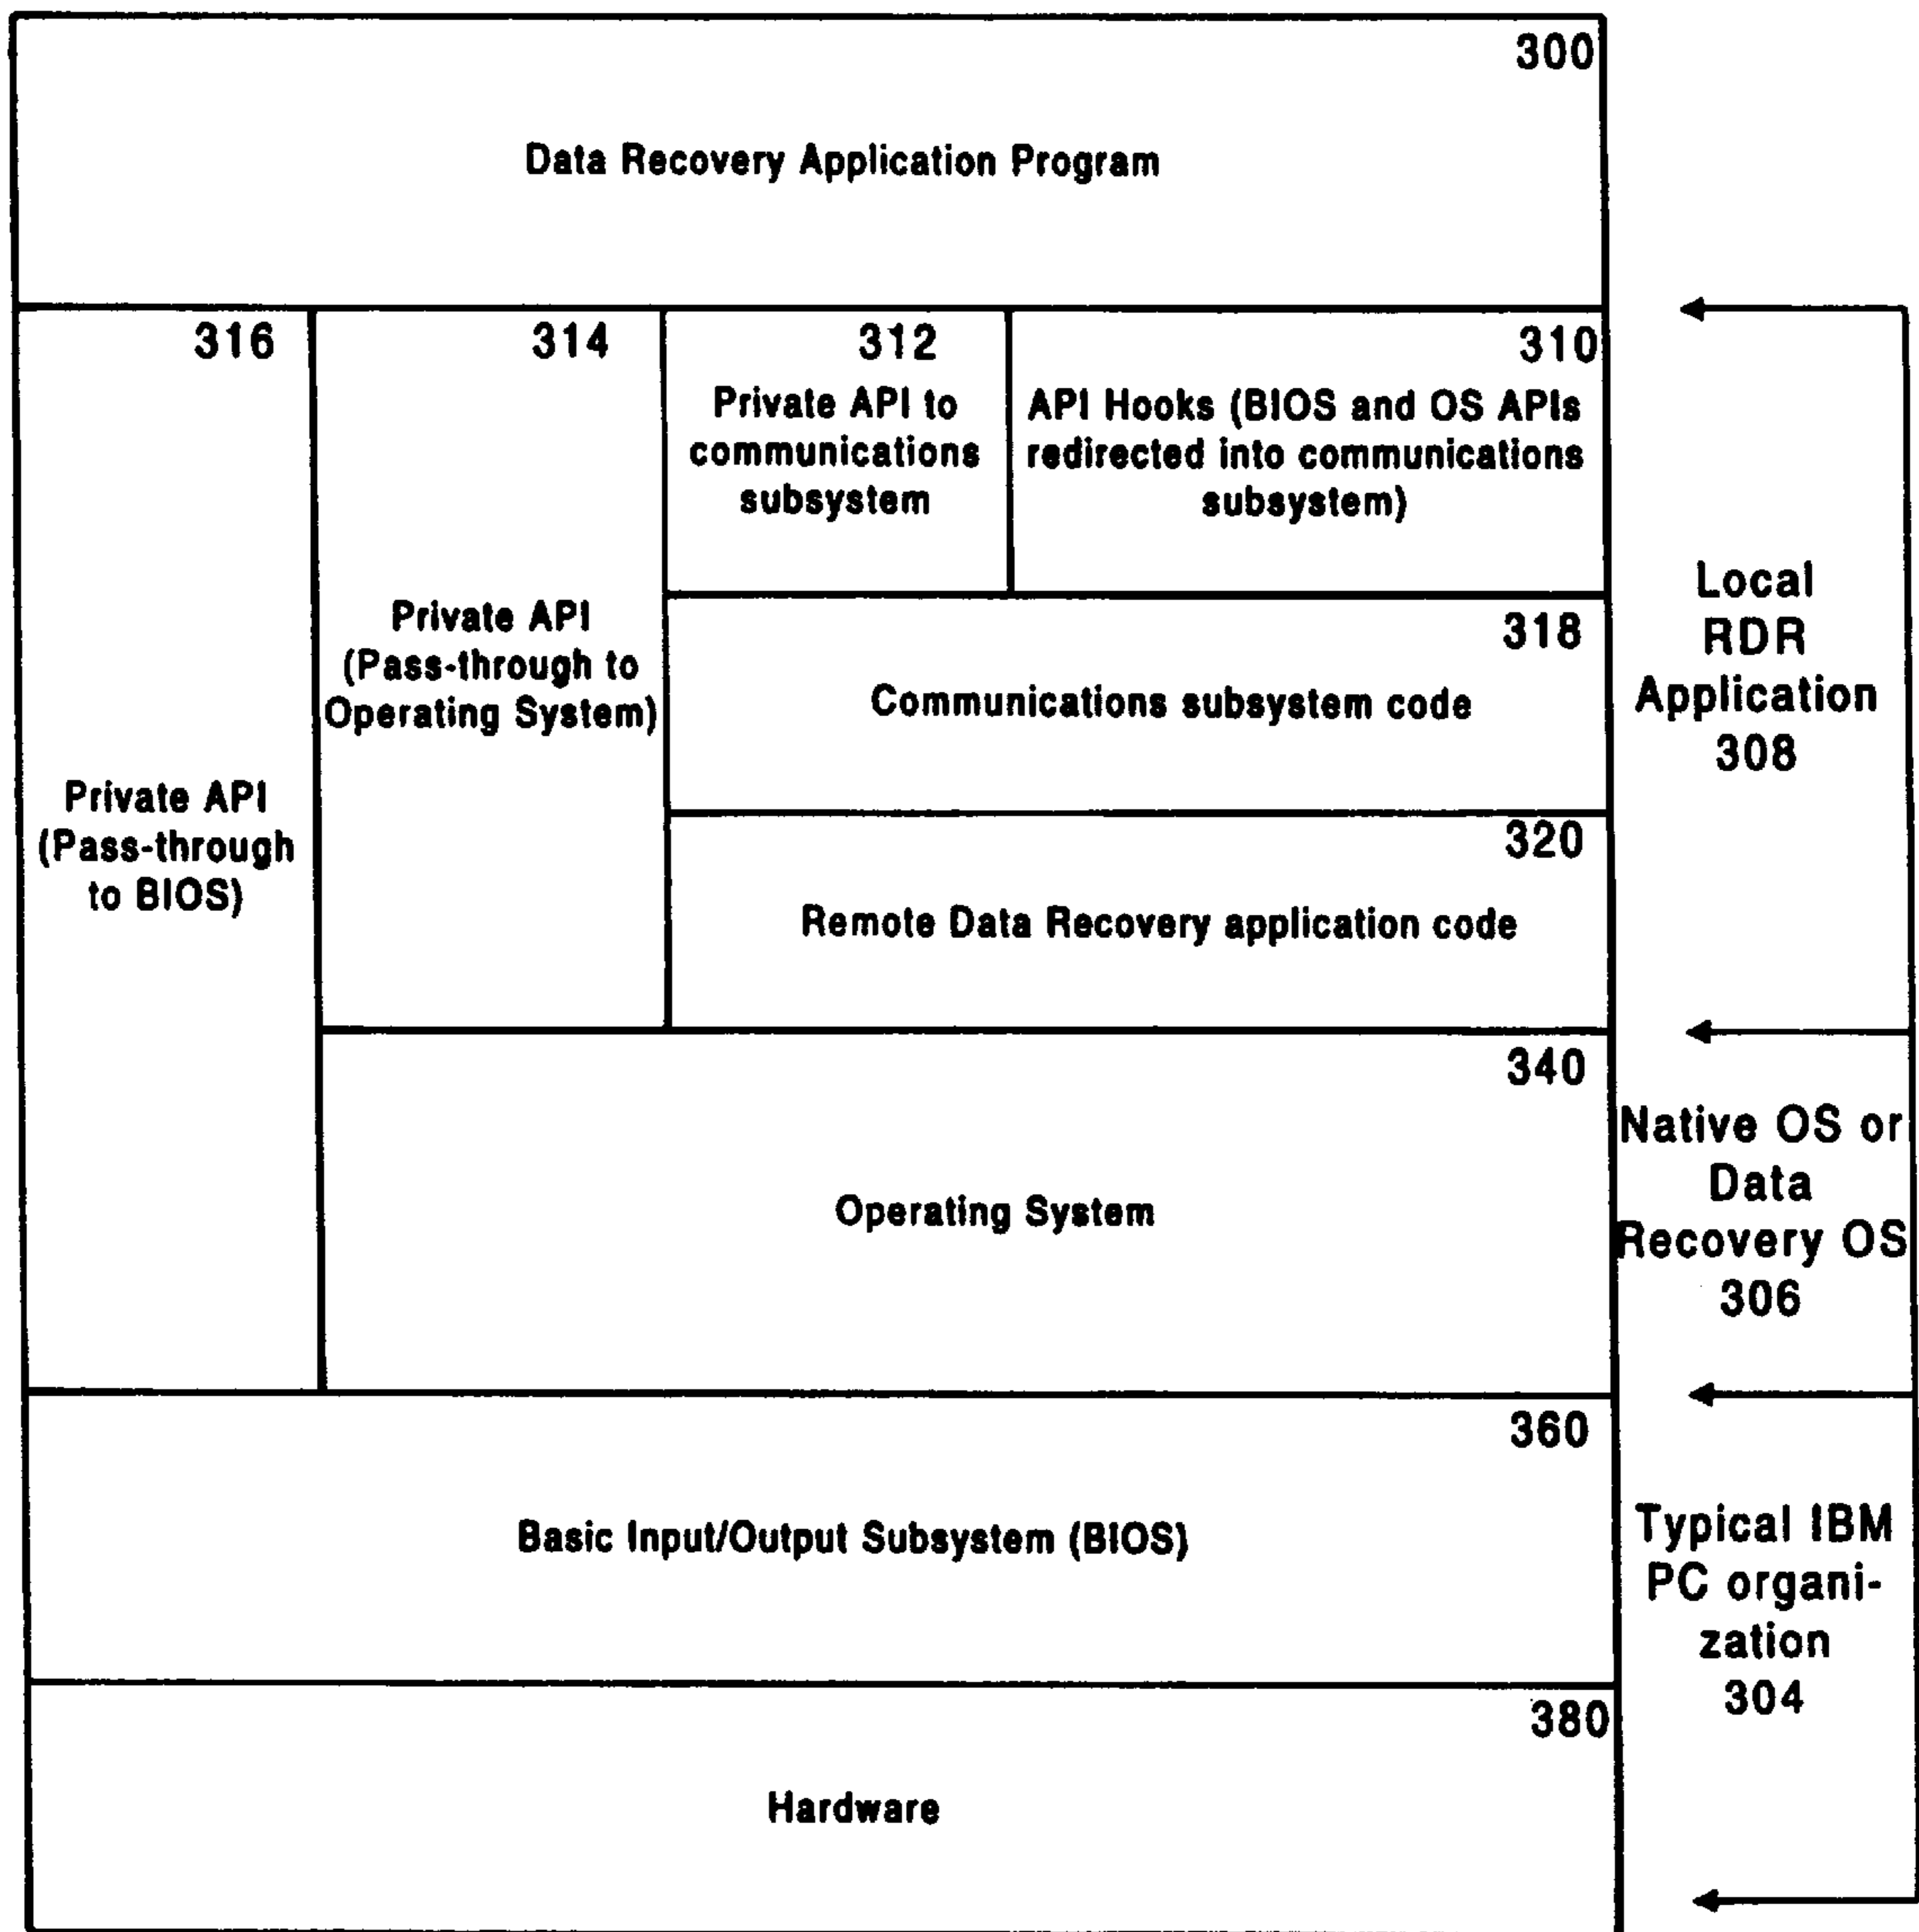 300
Data Recovery Application Program
316
314
312
310
Private API to
communications
subsystem
API Hooks (BIOS and OS APIs
redirected into communications
subsystem)
Private API
(Pass-through to
Operating System)
318
Communications subsystem code
Local
RDR
Application
308
Private API
(Pass-through
to BIOS)
320
Remote Data Recovery application code
340
Operating System
Native OS or
Data
Recovery OS
306
360
Basic Input/Output Subsystem (BIOS)
Typical IBM
PC organi-
zation
304
380
Hardware